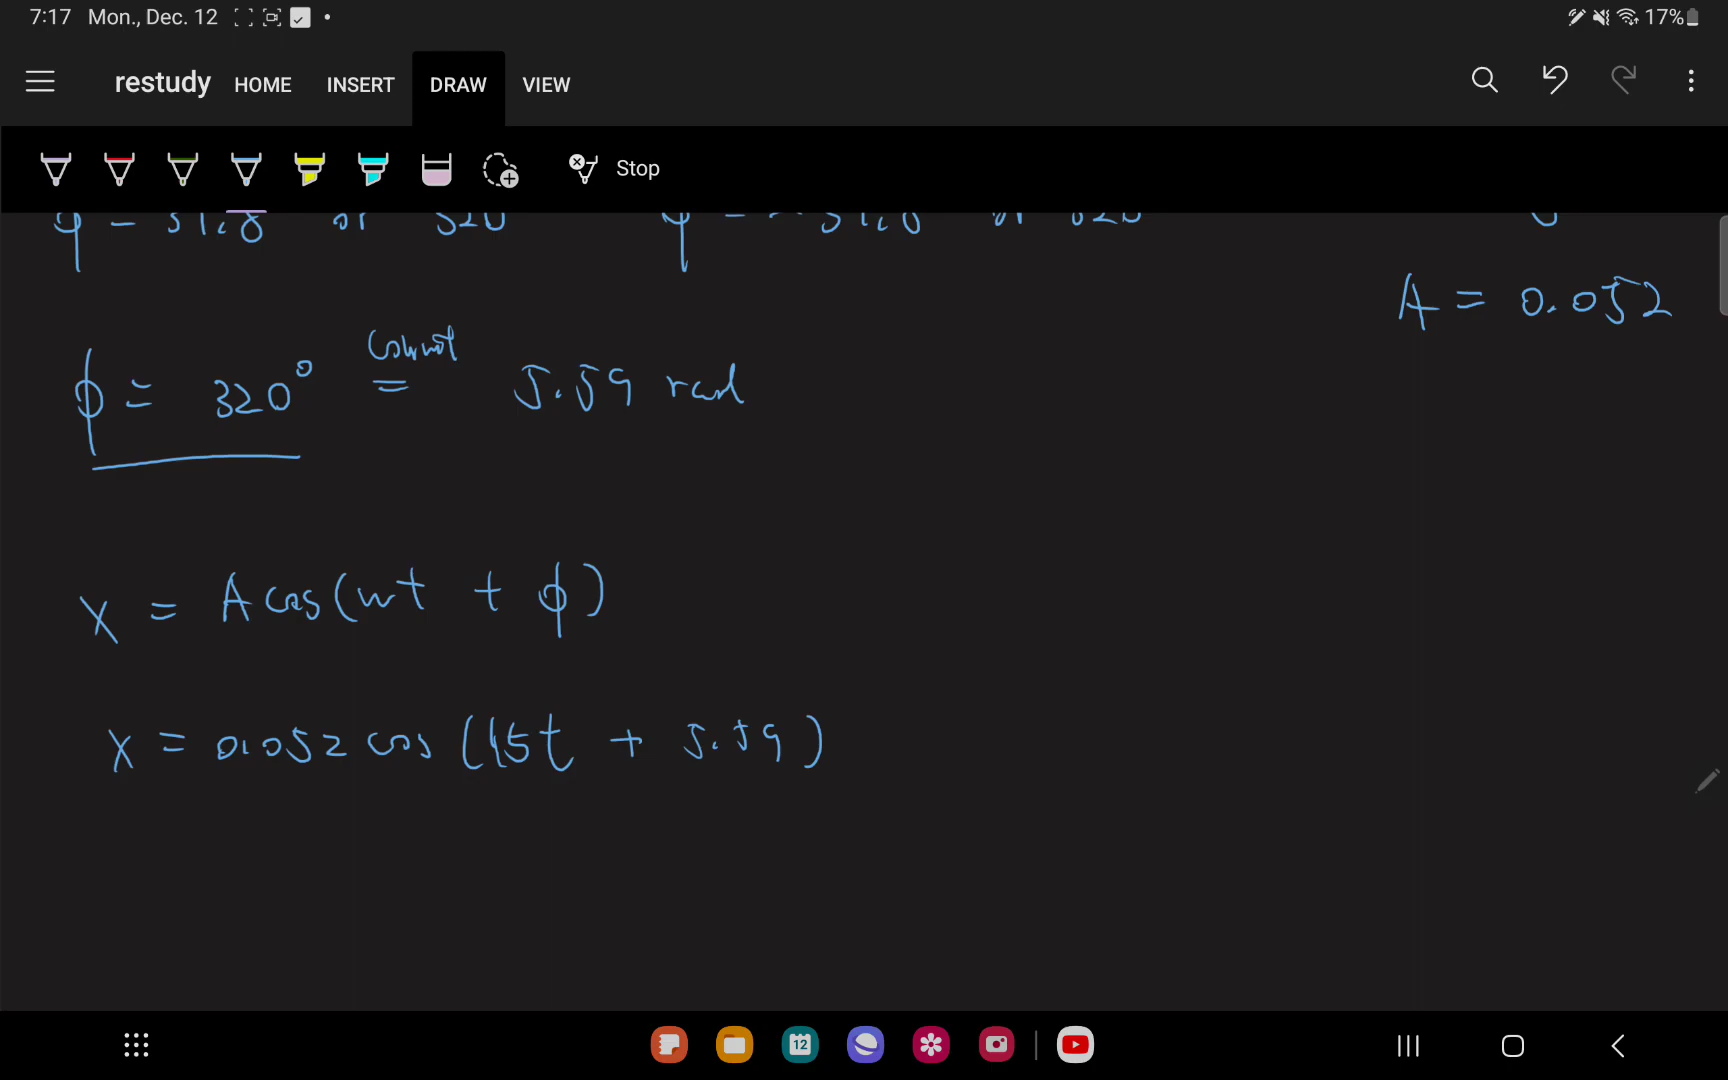 7:17 Mon., Dec. 12 17%
restudy HOME INSERT DRAW VIEW
Stop
A = 0.052
ϕ = 320° = 5.59 rad
X = A cos(wt + ϕ)
X = 0.052 cos (15t + 5.59)
12